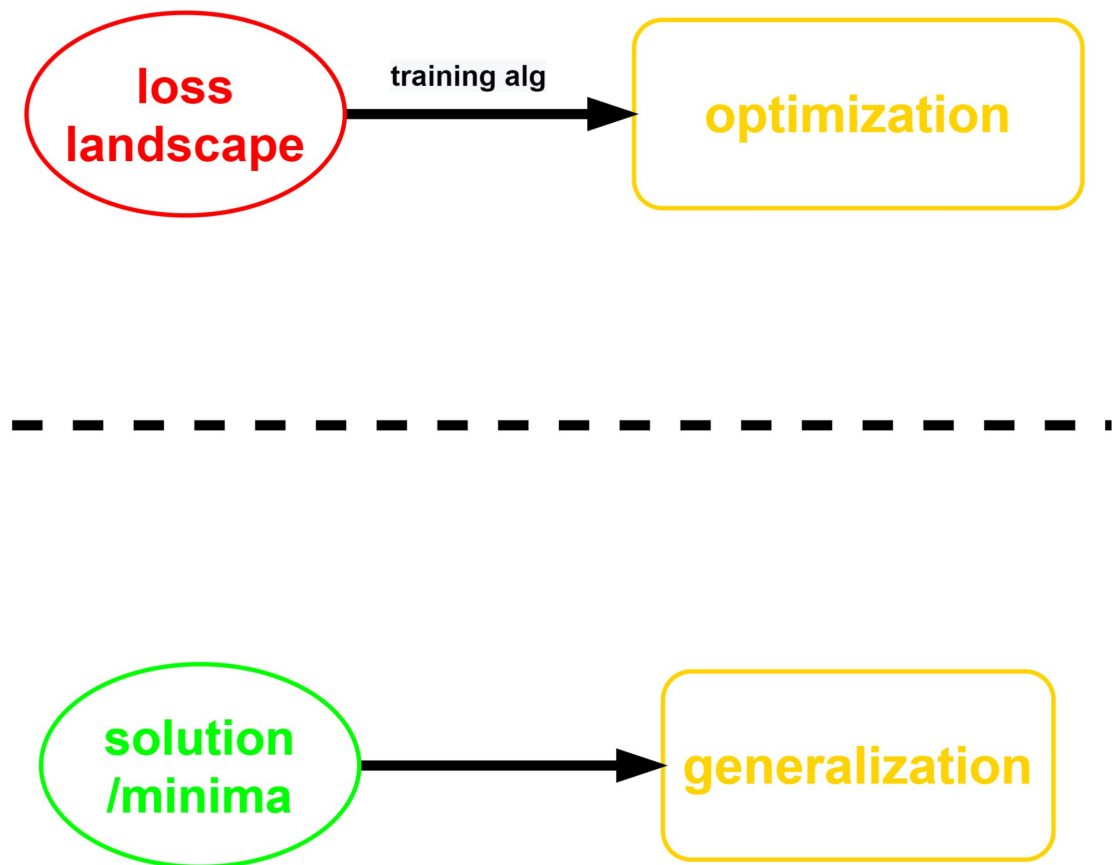 loss
landscape
training alg
optimization
solution
/minima
generalization